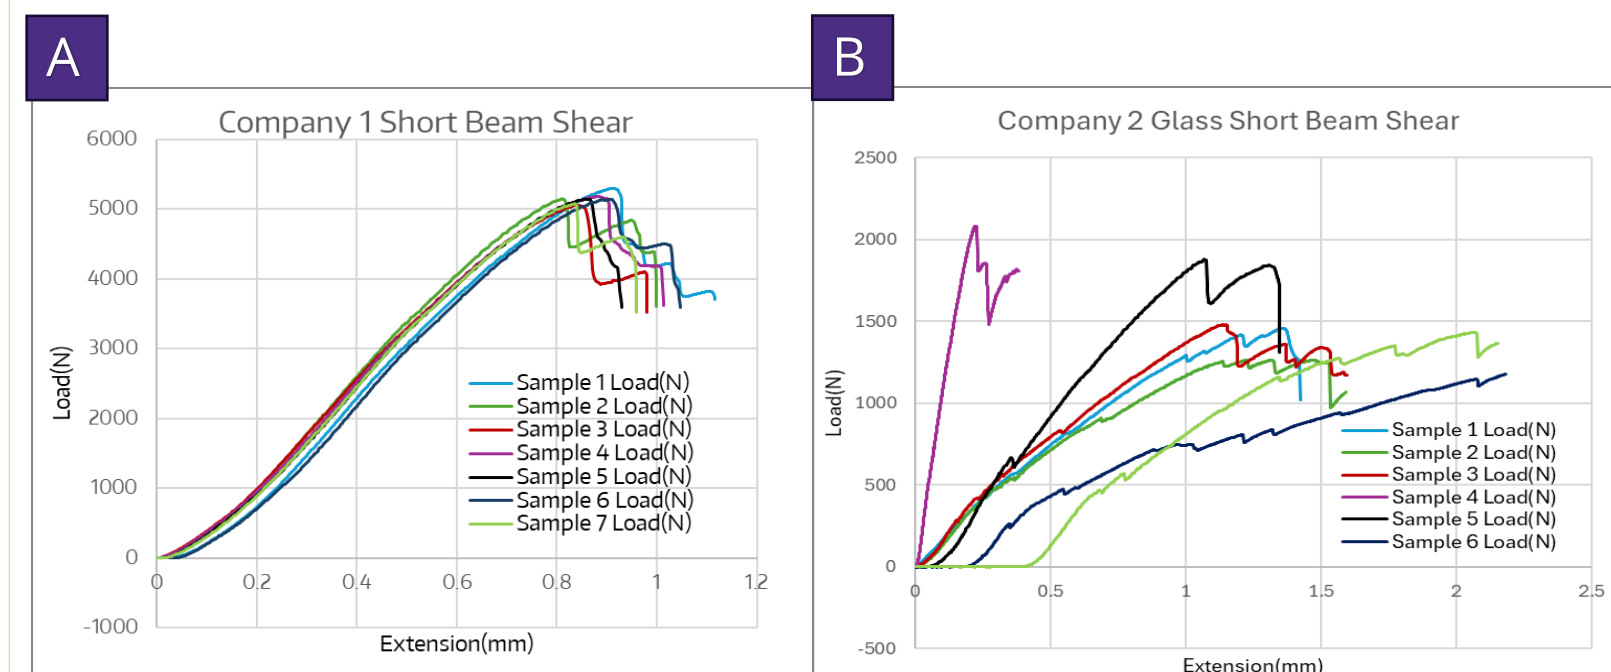 A
Company 1 Short Beam Shear
6000
5000
4000
3000
2000
1000
0
-1000
Load(N)
0 0.2 0.4 0.6 0.8 1 1.2
Extension(mm)
Sample 1 Load(N)
Sample 2 Load(N)
Sample 3 Load(N)
Sample 4 Load(N)
Sample 5 Load(N)
Sample 6 Load(N)
Sample 7 Load(N)
B
Company 2 Glass Short Beam Shear
2500
2000
1500
1000
500
0
-500
Load(N)
0 0.5 1 1.5 2 2.5
Extension(mm)
Sample 1 Load(N)
Sample 2 Load(N)
Sample 3 Load(N)
Sample 4 Load(N)
Sample 5 Load(N)
Sample 6 Load(N)